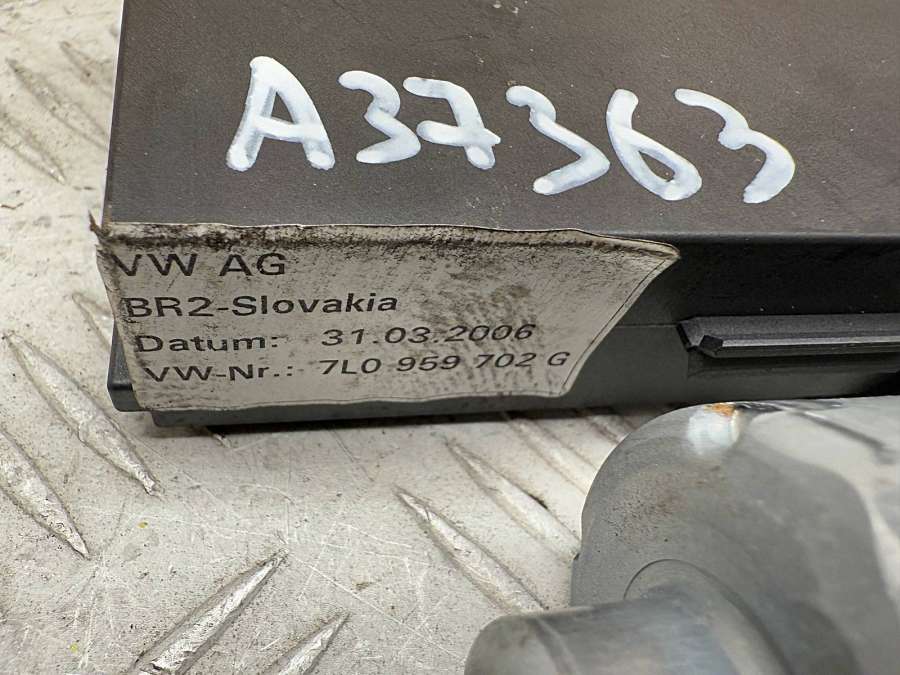 A37363
VW AG
BR2-Slovakia
Datum: 31.03.2006
VW-Nr.: 7L0 959 702 G